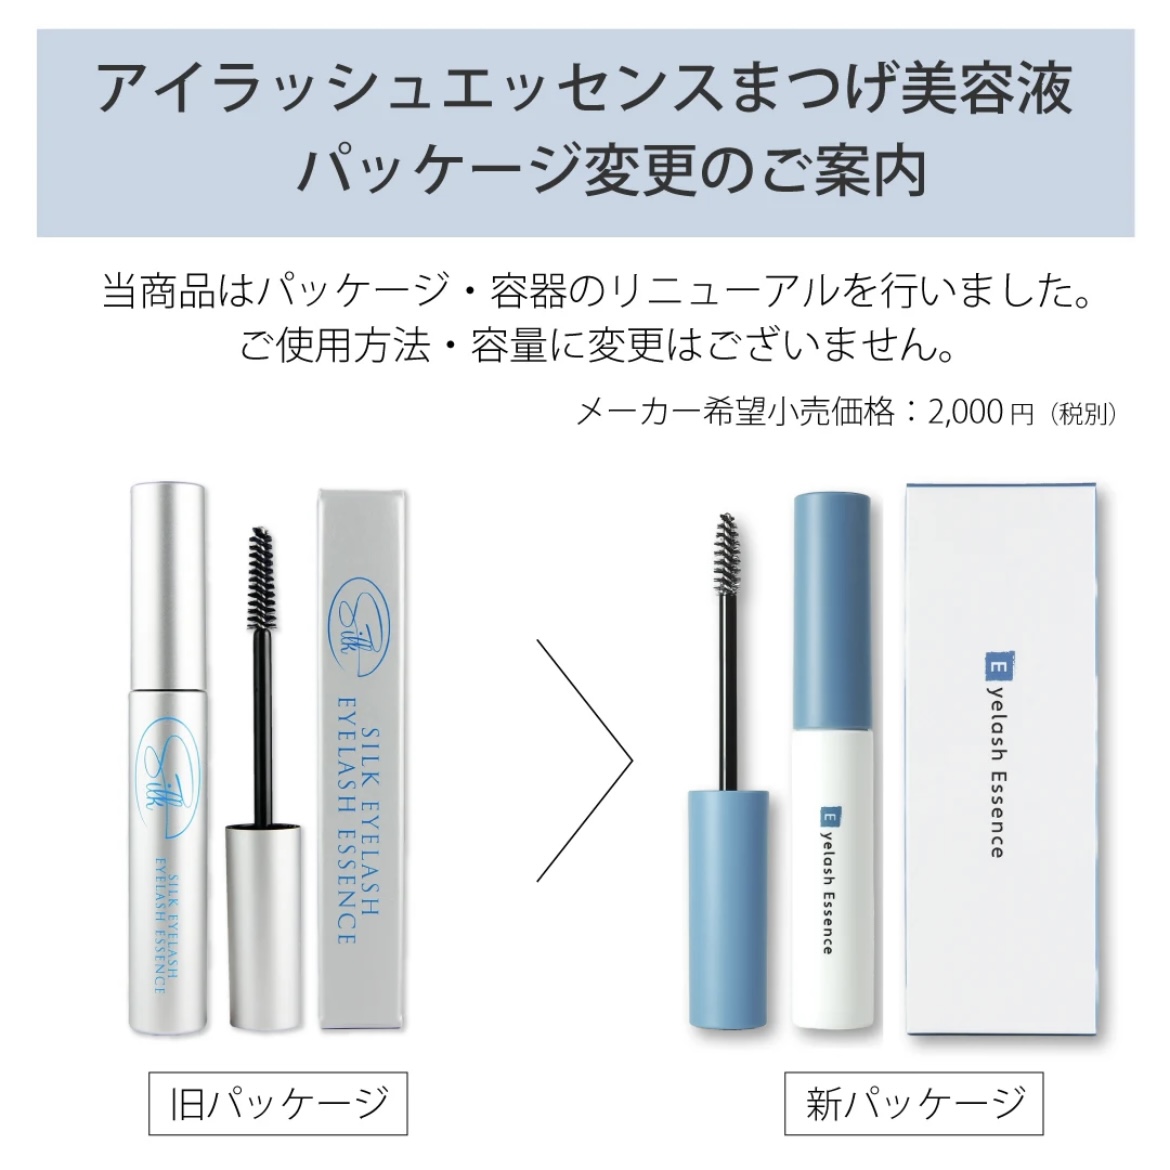 アイラッシュエッセンスまつげ美容液
パッケージ変更のご案内
当商品はパッケージ・容器のリニューアルを行いました。
ご使用方法・容量に変更はございません。
メーカー希望小売価格：2,000円（税別）
Silk
SILK EYELASH
EYELASH ESSENCE
Silk
SILK EYELASH
EYELASH ESSENCE
Eyelash Essence
Eyelash Essence
旧パッケージ
新パッケージ